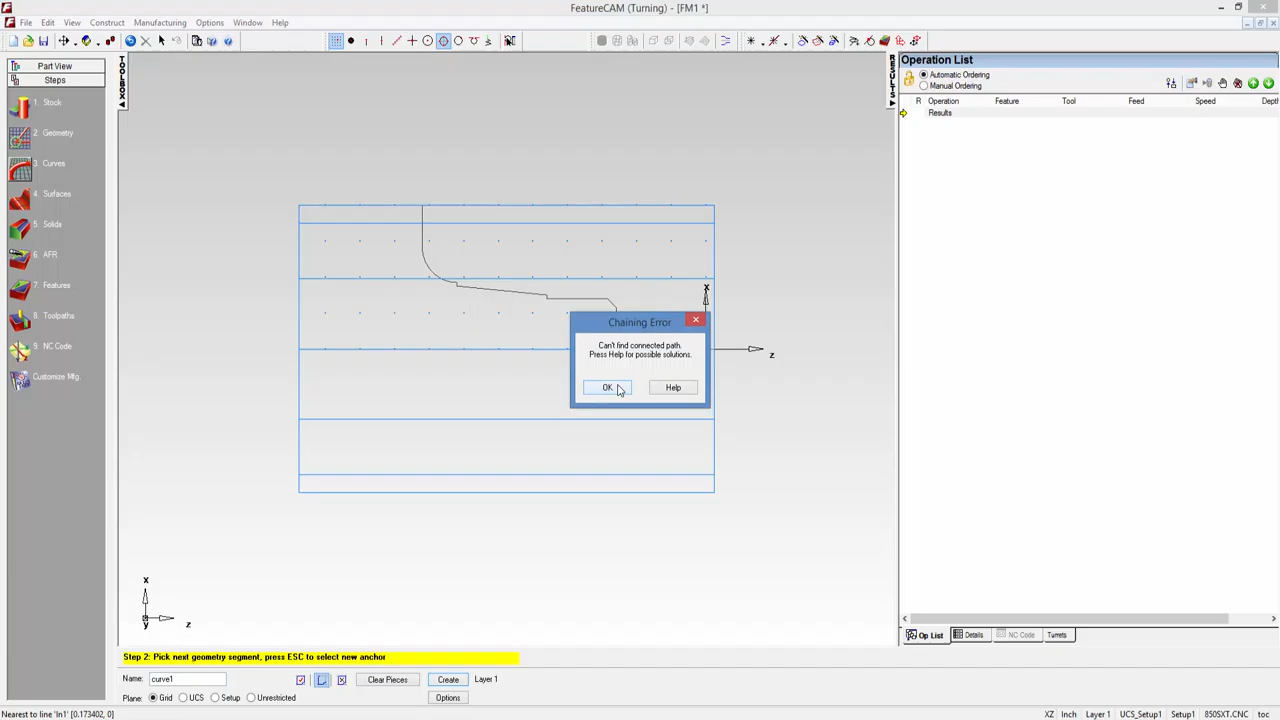 FeatureCAM (Turning) - [FM1 *]
File Edit View Construct Manufacturing Options Window Help
Part View
Steps
1. Stock
2. Geometry
3. Curves
4. Surfaces
5. Solids
6. AFR
7. Features
8. Toolpaths
9. NC Code
Customize Mfg.
TOOLBOX
RESULTS
x
z
Chaining Error
Can't find connected path.
Press Help for possible solutions.
OK Help
x
y
z
Operation List
Automatic Ordering
Manual Ordering
R Operation Feature Tool Feed Speed Depth
Results
Op List Details NC Code Turrets
Step 2: Pick next geometry segment, press ESC to select new anchor
Name: curve1 Clear Pieces Create Layer 1
Plane: Grid UCS Setup Unrestricted Options
Nearest to line 'ln1' [0.173402, 0] XZ Inch Layer 1 UCS_Setup1 Setup1 850SXT.CNC toc